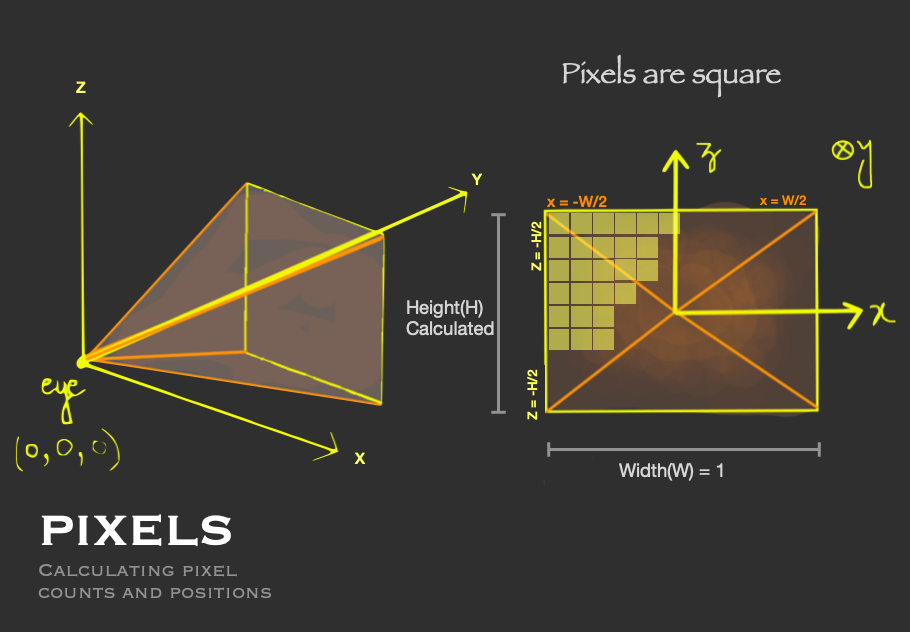 Pixels are square
Z
Y
X
eye
(0,0,0)
z
y
x
x = -W/2
x = W/2
Z = -H/2
Z = -H/2
Height(H)
Calculated
Width(W) = 1
PIXELS
CALCULATING PIXEL
COUNTS AND POSITIONS